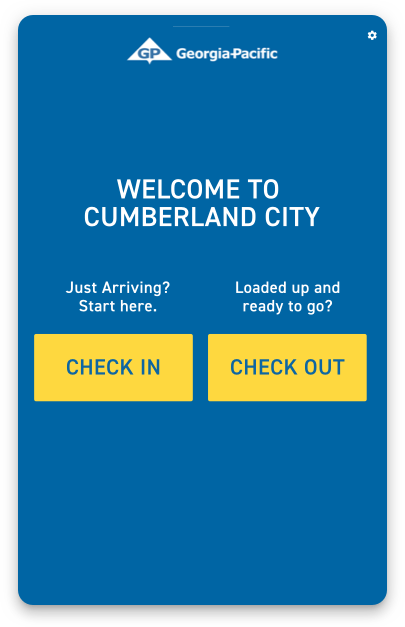 GP Georgia-Pacific
WELCOME TO
CUMBERLAND CITY
Just Arriving?
Start here.
CHECK IN
Loaded up and
ready to go?
CHECK OUT